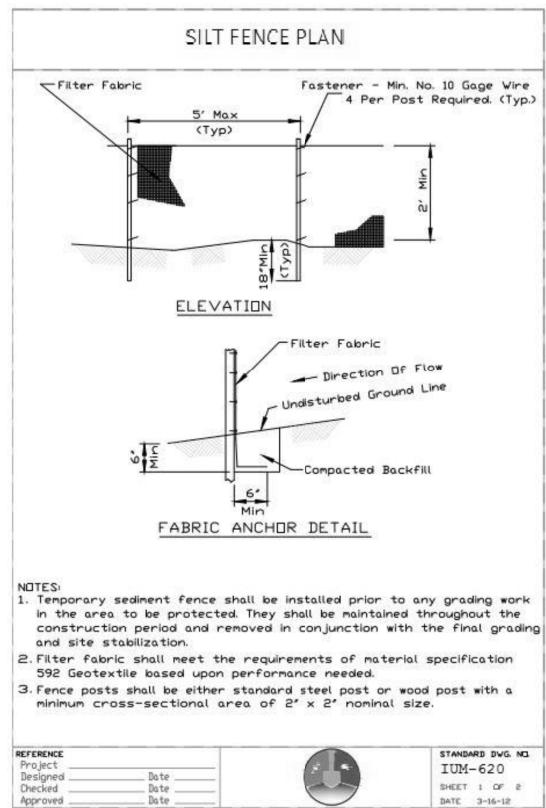 SILT FENCE PLAN
Filter Fabric
Fastener - Min. No. 10 Gage Wire
4 Per Post Required. (Typ.)
5' Max
(Typ)
2' Min
18"Min
(Typ)
ELEVATION
Filter Fabric
Direction Of Flow
Undisturbed Ground Line
6"
Min
Compacted Backfill
6"
Min
FABRIC ANCHOR DETAIL
NOTES:
1. Temporary sediment fence shall be installed prior to any grading work
in the area to be protected. They shall be maintained throughout the
construction period and removed in conjunction with the final grading
and site stabilization.
2. Filter fabric shall meet the requirements of material specification
592 Geotextile based upon performance needed.
3. Fence posts shall be either standard steel post or wood post with a
minimum cross-sectional area of 2" x 2" nominal size.
REFERENCE
Project
Designed Date
Checked Date
Approved Date
STANDARD DWG. NO.
IUM-620
SHEET 1 OF 2
DATE 3-16-12